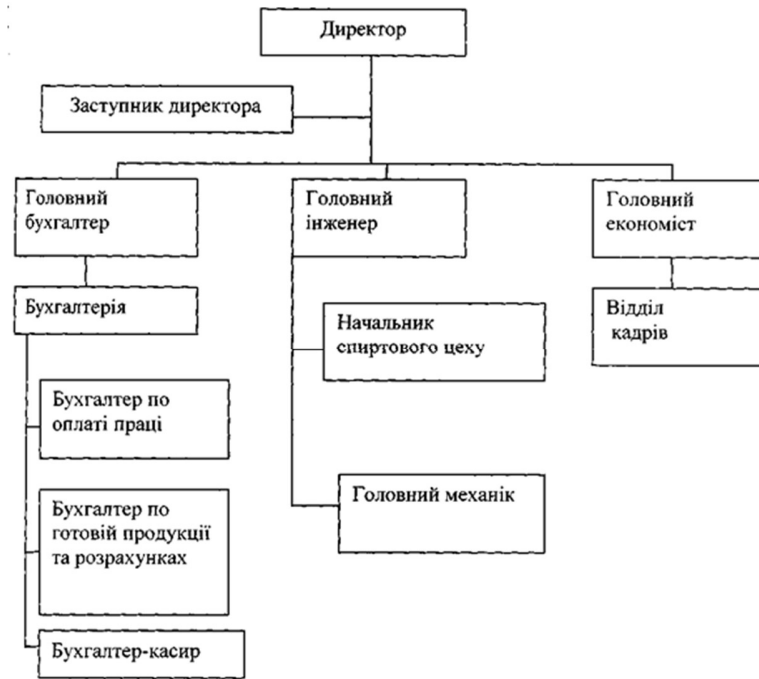 Директор
Заступник директора
Головний
бухгалтер
Головний
інженер
Головний
економіст
Бухгалтерія
Начальник
спиртового цеху
Відділ
кадрів
Бухгалтер по
оплаті праці
Головний механік
Бухгалтер по
готовій продукції
та розрахунках
Бухгалтер-касир